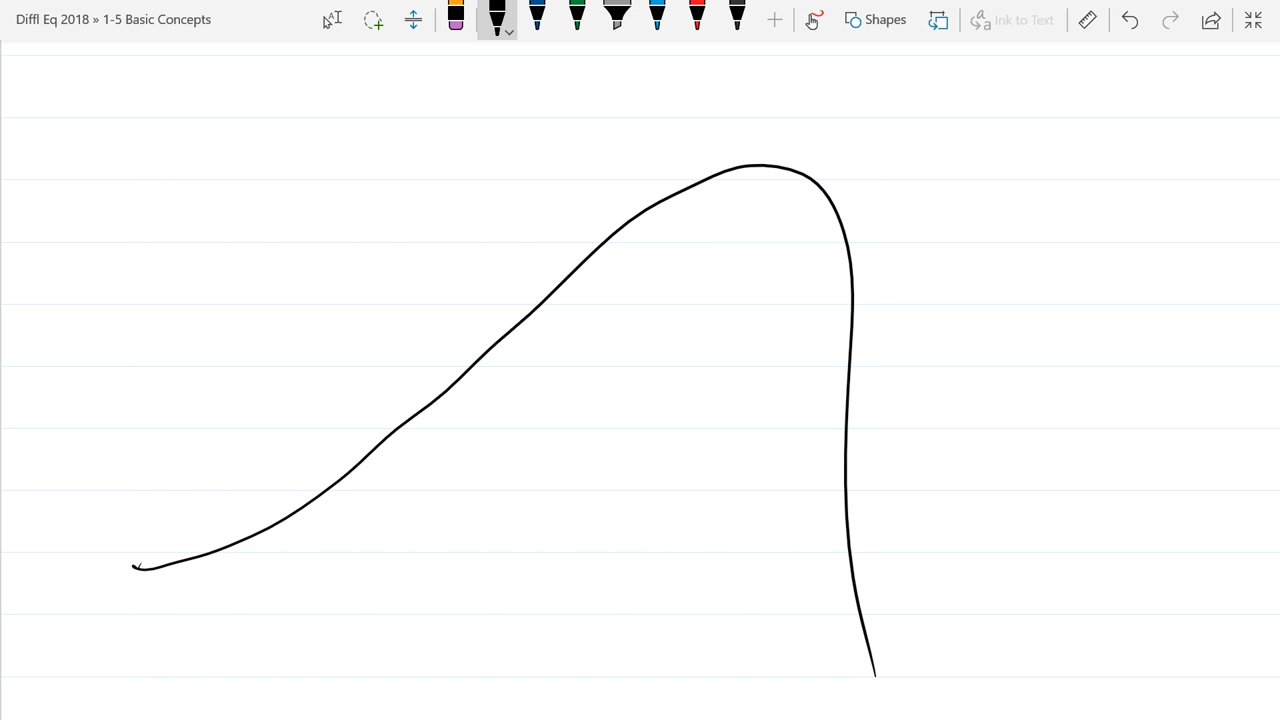 Diffl Eq 2018 » 1-5 Basic Concepts
Shapes
Ink to Text